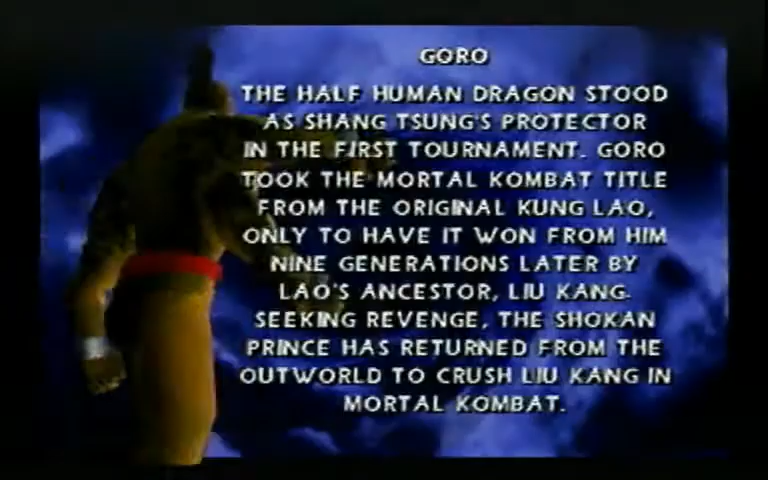 GORO
THE HALF HUMAN DRAGON STOOD
AS SHANG TSUNG'S PROTECTOR
IN THE FIRST TOURNAMENT. GORO
TOOK THE MORTAL KOMBAT TITLE
FROM THE ORIGINAL KUNG LAO,
ONLY TO HAVE IT WON FROM HIM
NINE GENERATIONS LATER BY
LAO'S ANCESTOR, LIU KANG.
SEEKING REVENGE, THE SHOKAN
PRINCE HAS RETURNED FROM THE
OUTWORLD TO CRUSH LIU KANG IN
MORTAL KOMBAT.